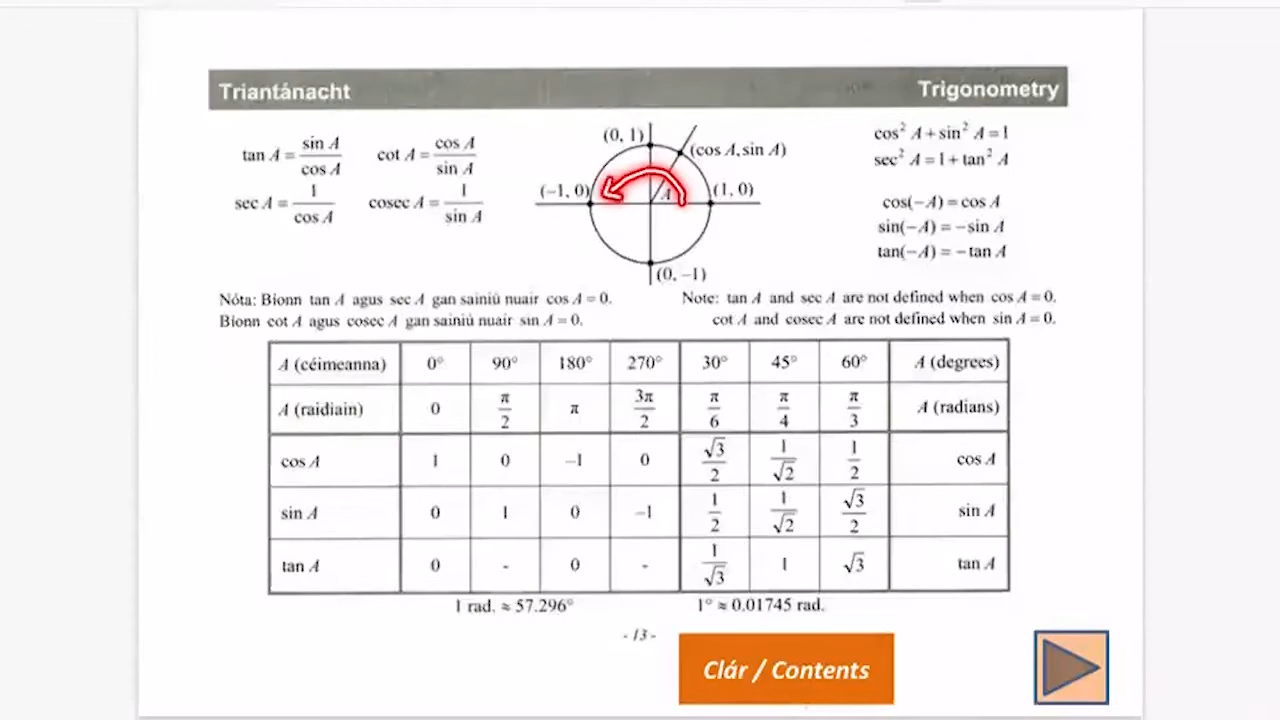 Triantánacht Trigonometry
tan A = sin A / cos A cot A = cos A / sin A
sec A = 1 / cos A cosec A = 1 / sin A
(0, 1)
(cos A, sin A)
(–1, 0)
A
(1, 0)
(0, –1)
cos² A + sin² A = 1
sec² A = 1 + tan² A
cos(–A) = cos A
sin(–A) = –sin A
tan(–A) = –tan A
Nóta: Bíonn tan A agus sec A gan sainiú nuair cos A = 0.
Bíonn cot A agus cosec A gan sainiú nuair sin A = 0.
Note: tan A and sec A are not defined when cos A = 0.
cot A and cosec A are not defined when sin A = 0.
A (céimeanna) 0° 90° 180° 270° 30° 45° 60° A (degrees)
A (raidiain) 0 π/2 π 3π/2 π/6 π/4 π/3 A (radians)
cos A 1 0 –1 0 √3/2 1/√2 1/2 cos A
sin A 0 1 0 –1 1/2 1/√2 √3/2 sin A
tan A 0 - 0 - 1/√3 1 √3 tan A
1 rad. ≈ 57.296° 1° ≈ 0.01745 rad.
- 13 -
Clár / Contents